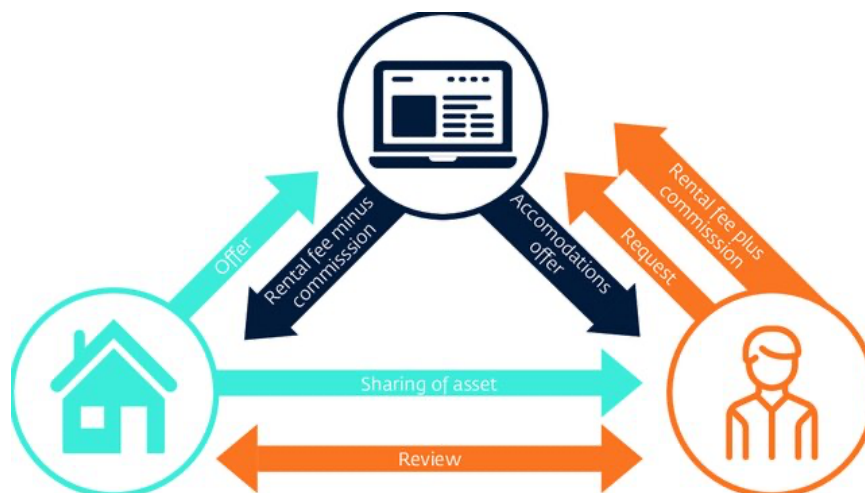 Offer
Rental fee minus
commisssion
Accomodations
offer
Request
Rental fee plus
commisssion
Sharing of asset
Review